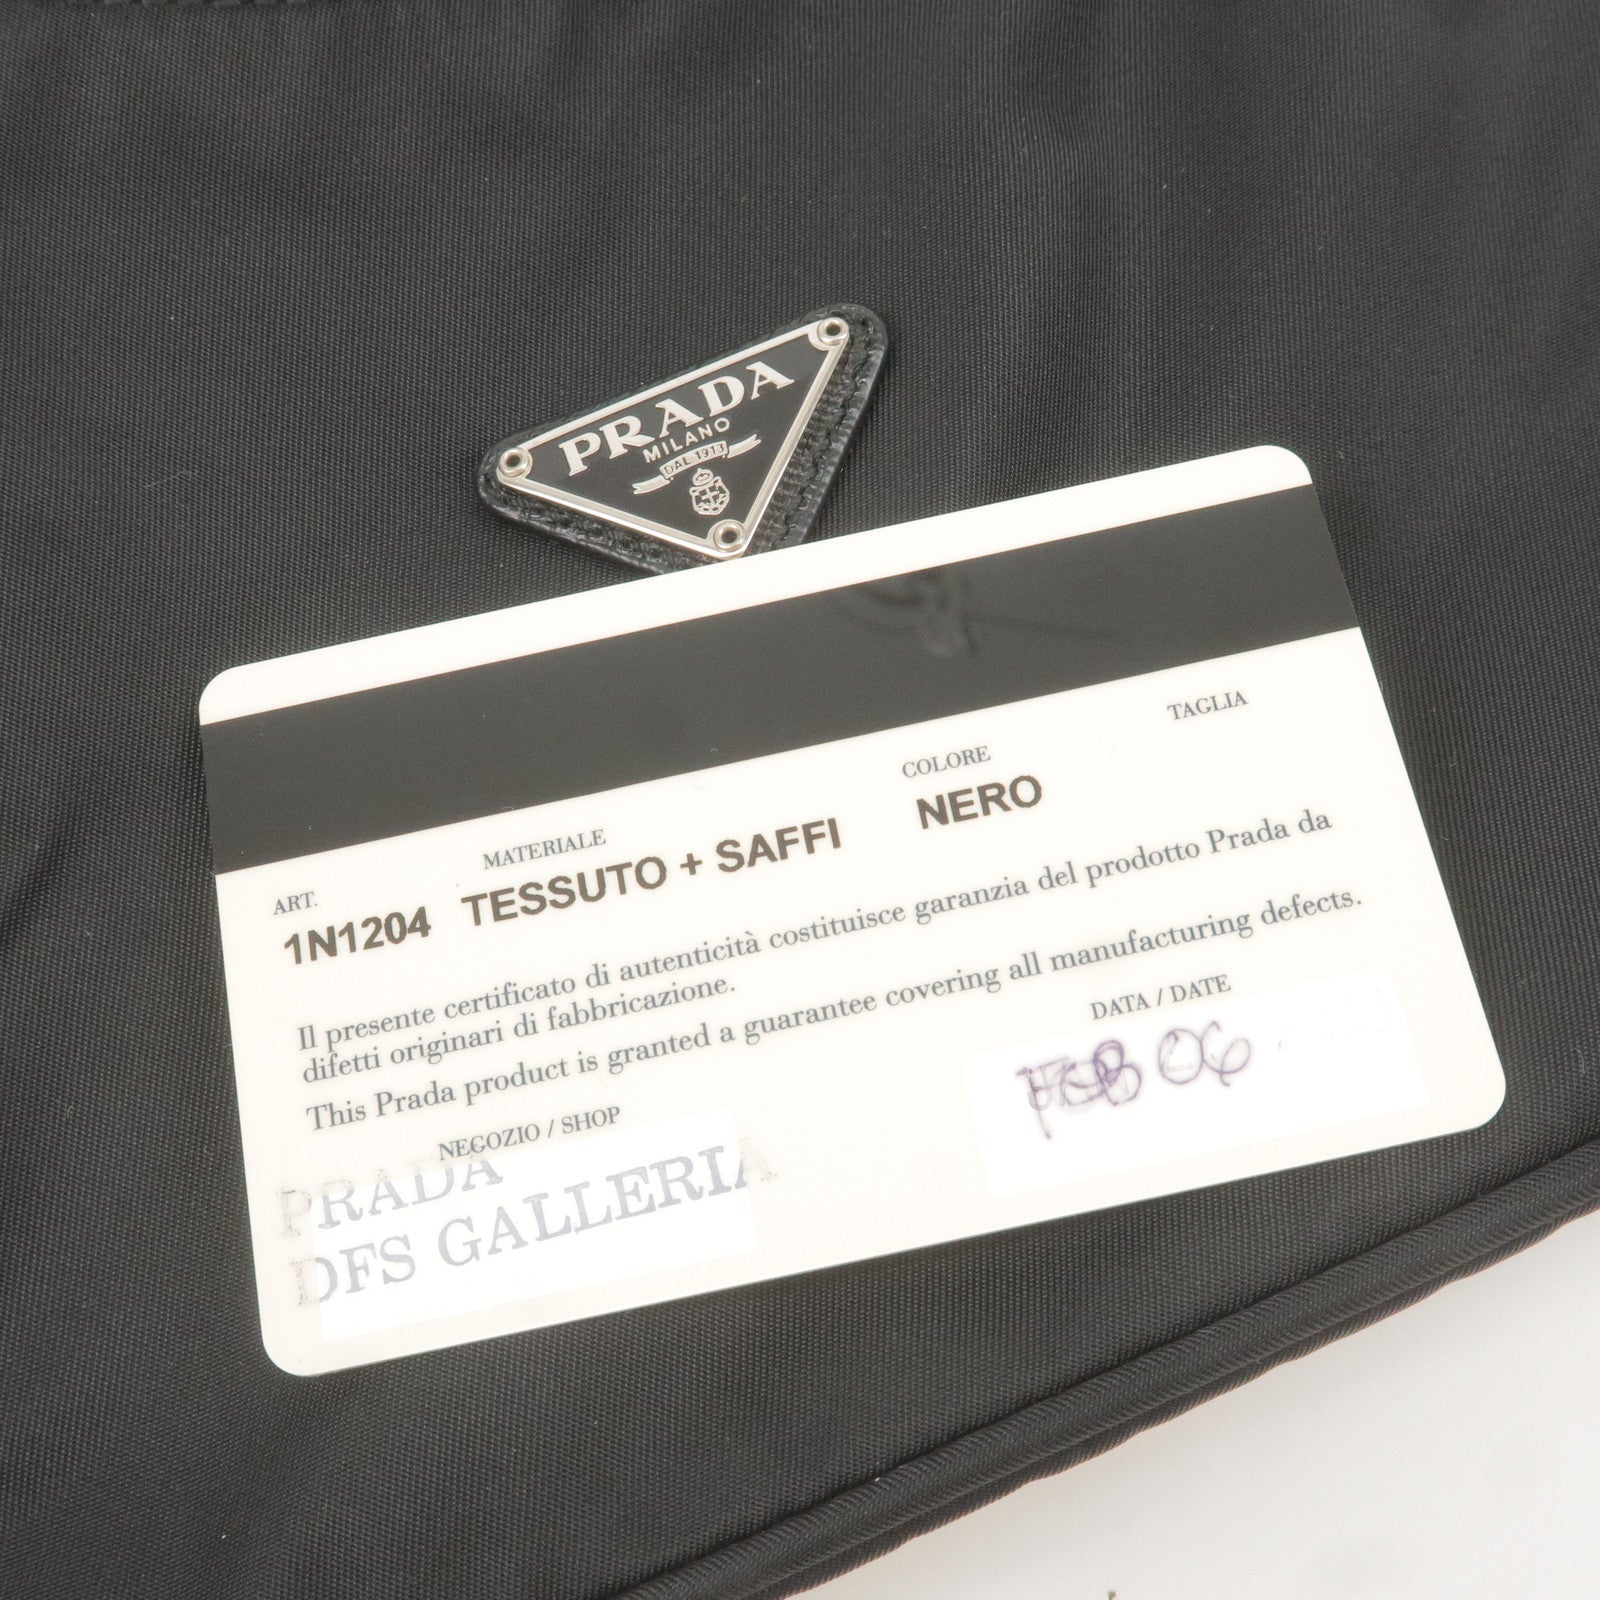 PRADA
MILANO
DAL 1913
TAGLIA
COLORE
NERO
MATERIALE
TESSUTO + SAFFI
ART.
1N1204
Il presente certificato di autenticità costituisce garanzia del prodotto Prada da
difetti originari di fabbricazione.
This Prada product is granted a guarantee covering all manufacturing defects.
DATA / DATE
FEB 06
NEGOZIO / SHOP
PRADA
DFS GALLERIA